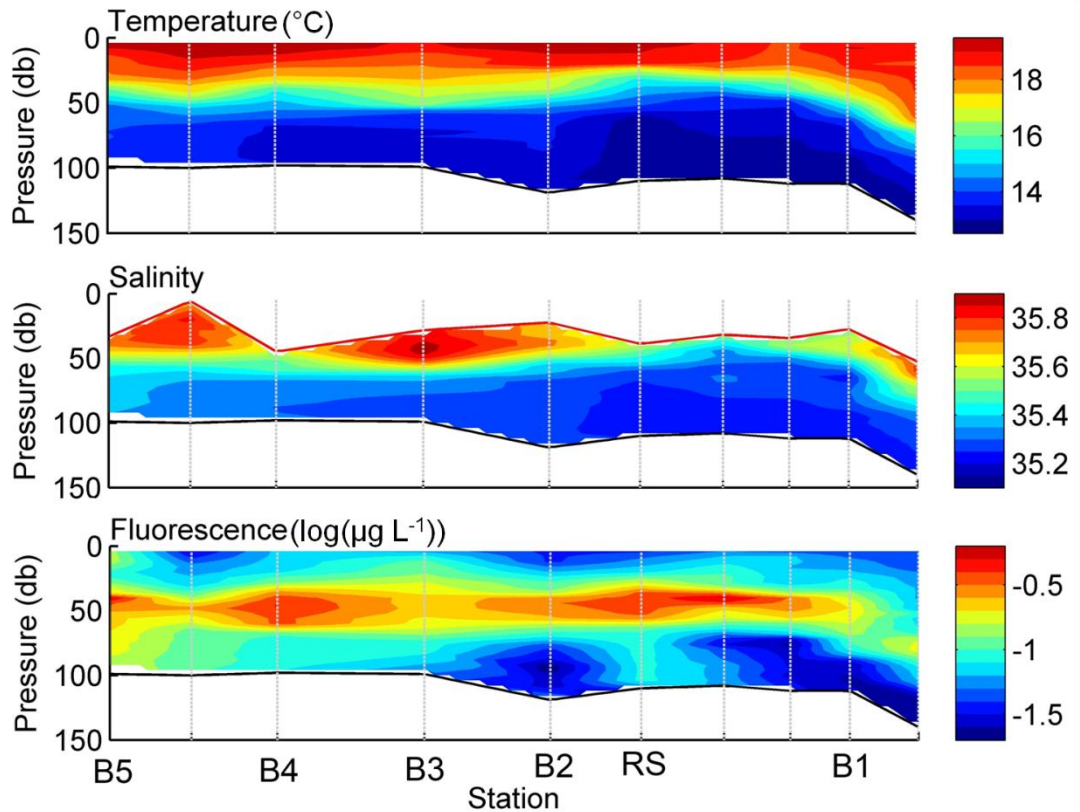 Temperature (°C)
Pressure (db)
0
50
100
150
18
16
14
Salinity
Pressure (db)
0
50
100
150
35.8
35.6
35.4
35.2
Fluorescence (log(µg L-1))
Pressure (db)
0
50
100
150
-0.5
-1
-1.5
B5 B4 B3 B2 RS B1
Station